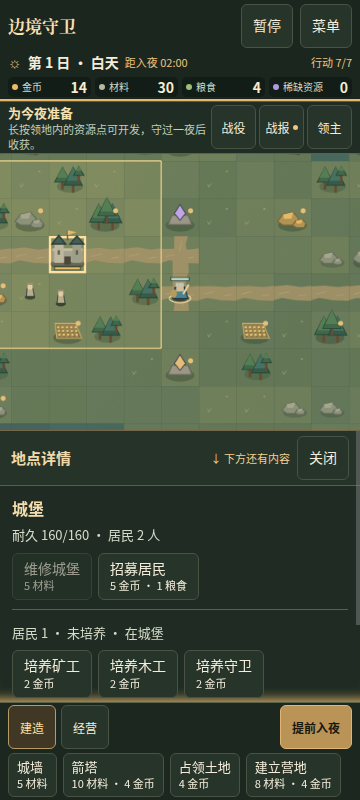 边境守卫
暂停
菜单
第 1 日 · 白天
距入夜 02:00
行动 7/7
金币 14
材料 30
粮食 4
稀缺资源 0
为今夜准备
长按领地内的资源点可开发，守过一夜后
收获。
战役
战报
领主
地点详情
↓ 下方还有内容
关闭
城堡
耐久 160/160 · 居民 2 人
维修城堡
5 材料
招募居民
5 金币 · 1 粮食
居民 1 · 未培养 · 在城堡
培养矿工
2 金币
培养木工
2 金币
培养守卫
2 金币
建造
经营
提前入夜
城墙
5 材料
箭塔
10 材料 · 4 金币
占领土地
4 金币
建立营地
8 材料 · 4 金币